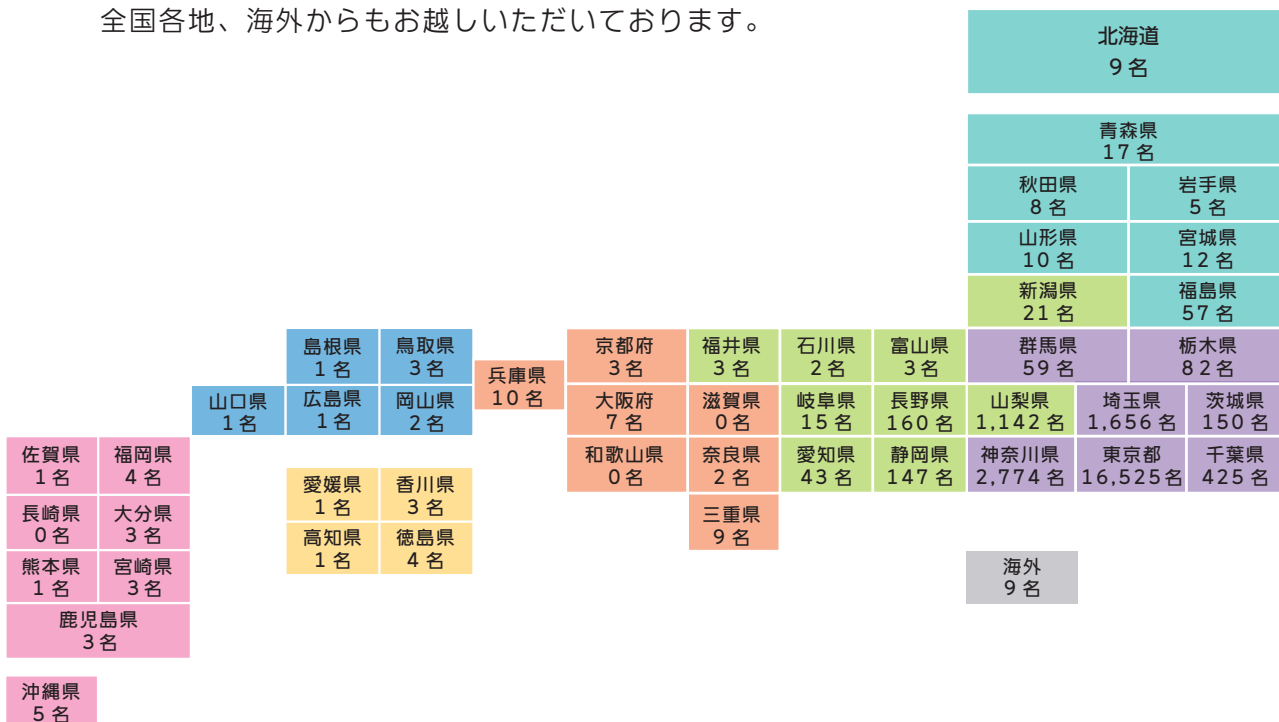 全国各地、海外からもお越しいただいております。
北海道
9名
青森県
17名
秋田県
8名
岩手県
5名
山形県
10名
宮城県
12名
新潟県
21名
福島県
57名
島根県
1名
鳥取県
3名
兵庫県
10名
京都府
3名
福井県
3名
石川県
2名
富山県
3名
群馬県
59名
栃木県
82名
山口県
1名
広島県
1名
岡山県
2名
大阪府
7名
滋賀県
0名
岐阜県
15名
長野県
160名
山梨県
1,142名
埼玉県
1,656名
茨城県
150名
佐賀県
1名
福岡県
4名
和歌山県
0名
奈良県
2名
愛知県
43名
静岡県
147名
神奈川県
2,774名
東京都
16,525名
千葉県
425名
愛媛県
1名
香川県
3名
長崎県
0名
大分県
3名
三重県
9名
高知県
1名
徳島県
4名
熊本県
1名
宮崎県
3名
海外
9名
鹿児島県
3名
沖縄県
5名